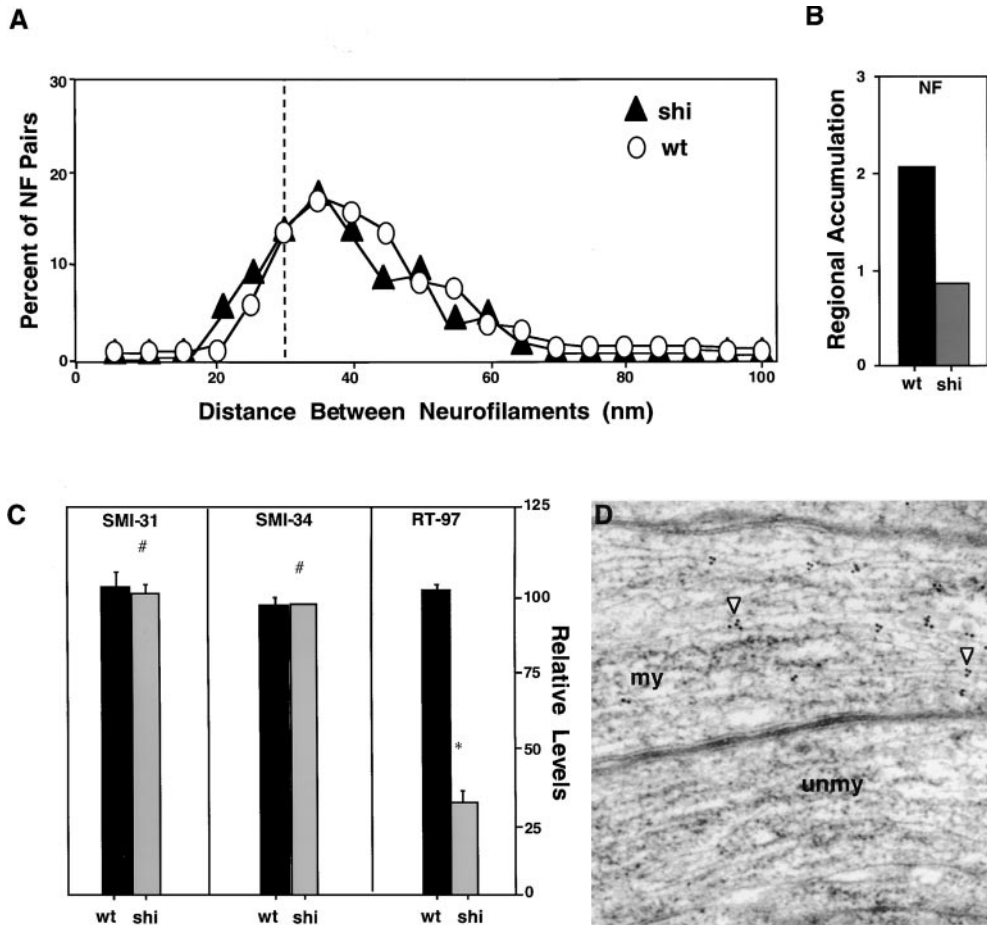 A
30
20
10
0
Percent of NF Pairs
shi
wt
0 20 40 60 80 100
Distance Between Neurofilaments (nm)
B
3
2
1
0
Regional Accumulation
NF
wt shi
C
SMI-31 SMI-34 RT-97
# # *
125
100
75
50
25
0
Relative Levels
wt shi wt shi wt shi
D
my
unmy